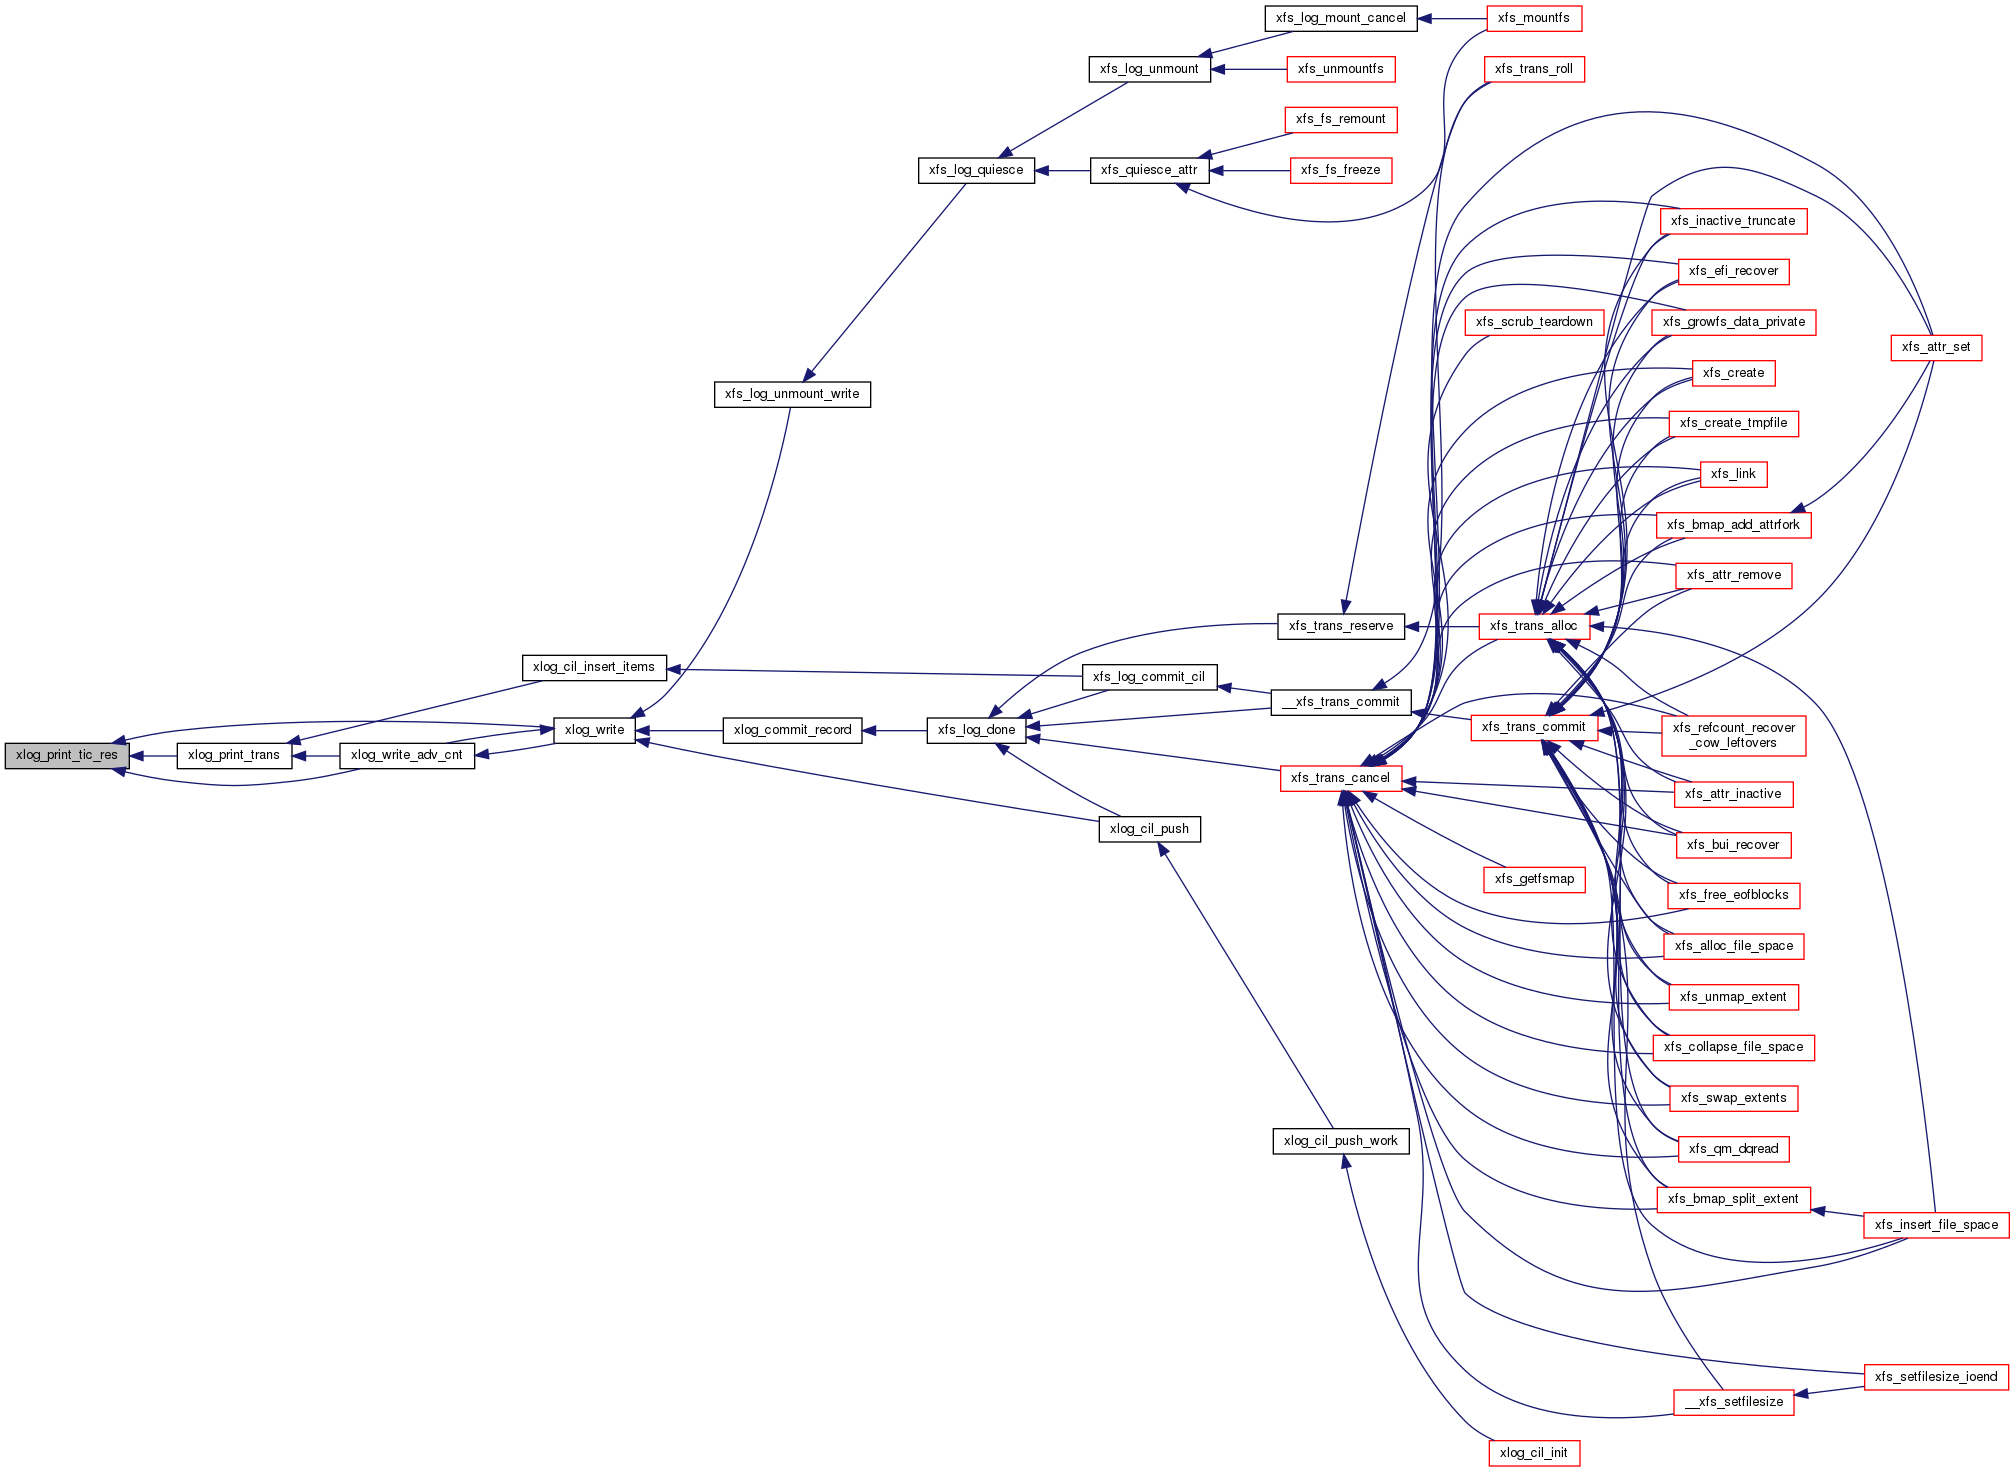 xfs_log_mount_cancel
xfs_mountfs
xfs_log_unmount
xfs_unmountfs
xfs_trans_roll
xfs_fs_remount
xfs_log_quiesce
xfs_quiesce_attr
xfs_fs_freeze
xfs_inactive_truncate
xfs_efi_recover
xfs_scrub_teardown
xfs_growfs_data_private
xfs_attr_set
xfs_create
xfs_log_unmount_write
xfs_create_tmpfile
xfs_link
xfs_bmap_add_attrfork
xfs_attr_remove
xfs_trans_reserve
xfs_trans_alloc
xlog_cil_insert_items
xfs_log_commit_cil
__xfs_trans_commit
xlog_write
xlog_commit_record
xfs_log_done
xfs_trans_commit
xfs_refcount_recover
_cow_leftovers
xlog_print_tic_res
xlog_print_trans
xlog_write_adv_cnt
xfs_trans_cancel
xfs_attr_inactive
xlog_cil_push
xfs_bui_recover
xfs_getfsmap
xfs_free_eofblocks
xfs_alloc_file_space
xfs_unmap_extent
xfs_collapse_file_space
xfs_swap_extents
xlog_cil_push_work
xfs_qm_dqread
xfs_bmap_split_extent
xfs_insert_file_space
xfs_setfilesize_ioend
__xfs_setfilesize
xlog_cil_init